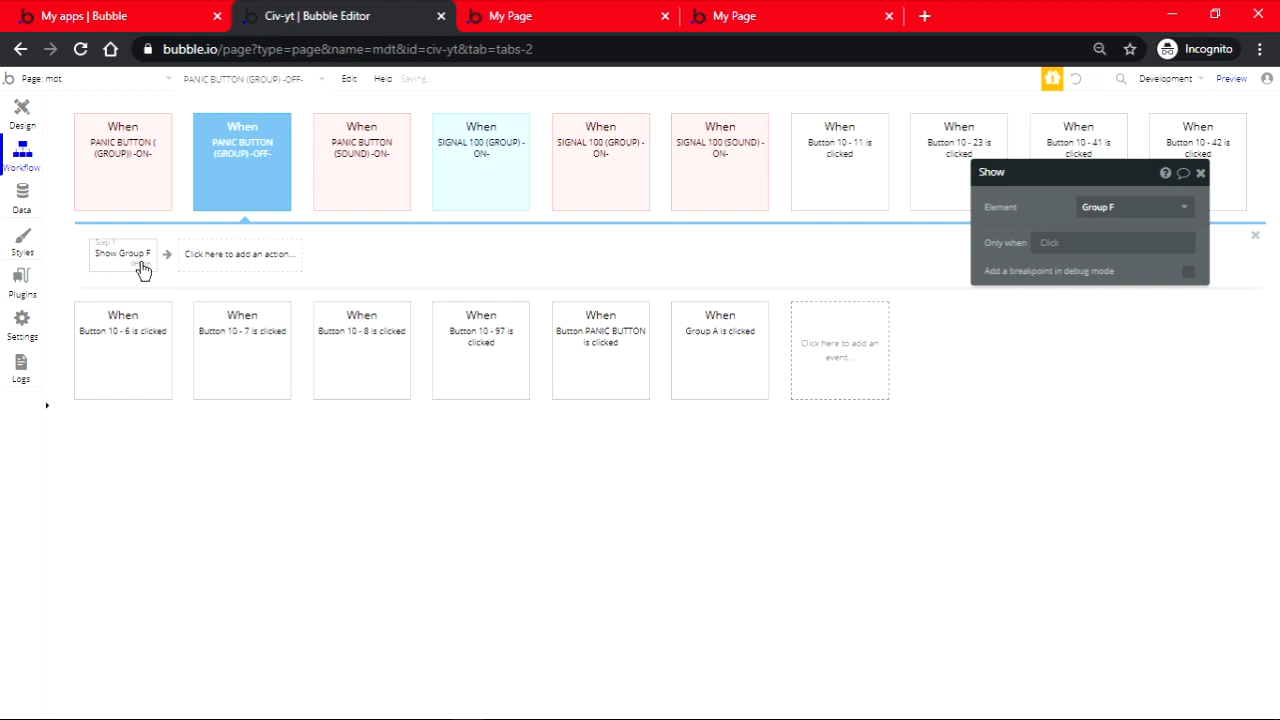 My apps | Bubble
Civ-yt | Bubble Editor
My Page
My Page
bubble.io/page?type=page&name=mdt&id=civ-yt&tab=tabs-2
Incognito
Page: mdt
PANIC BUTTON (GROUP) -OFF-
Edit
Help
Saving...
Development
Preview
Design
Workflow
Data
Styles
Plugins
Settings
Logs
When
PANIC BUTTON (
(GROUP)) -ON-
When
PANIC BUTTON
(GROUP) -OFF-
When
PANIC BUTTON
(SOUND) -ON-
When
SIGNAL 100 (GROUP) -
ON-
When
SIGNAL 100 (GROUP) -
ON-
When
SIGNAL 100 (SOUND) -
ON-
When
Button 10 - 11 is
clicked
When
Button 10 - 23 is
clicked
When
Button 10 - 41 is
clicked
When
Button 10 - 42 is
clicked
Show
Element
Group F
Only when
Click
Add a breakpoint in debug mode
Step 1
Show Group F
Click here to add an action...
When
Button 10 - 6 is clicked
When
Button 10 - 7 is clicked
When
Button 10 - 8 is clicked
When
Button 10 - 97 is
clicked
When
Button PANIC BUTTON
is clicked
When
Group A is clicked
Click here to add an
event...